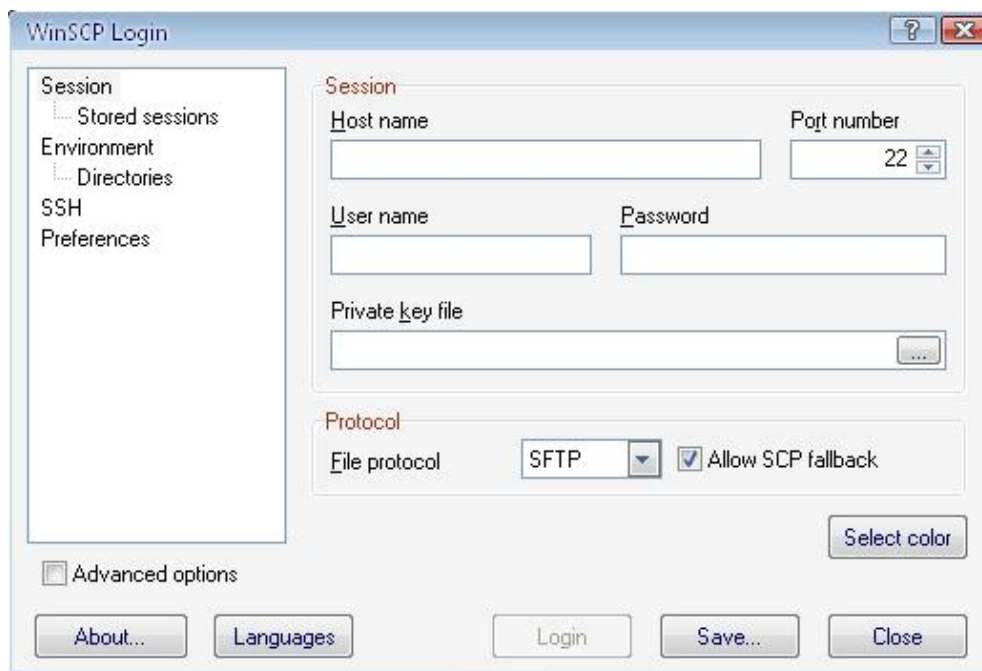 WinSCP Login
Session
Stored sessions
Environment
Directories
SSH
Preferences
Session
Host name
Port number
22
User name
Password
Private key file
...
Protocol
File protocol
SFTP
Allow SCP fallback
Select color
Advanced options
About...
Languages
Login
Save...
Close